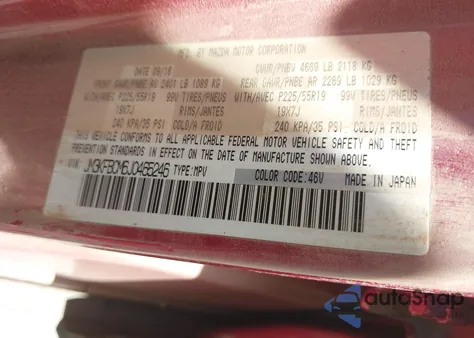 MFD. BY MAZDA MOTOR CORPORATION
DATE 09/18 GVWR/PNBV 4669 LB 2118 KG
FRONT GAWR/PNBE AV 2401 LB 1089 KG REAR GAWR/PNBE AR 2269 LB 1029 KG
WITH/AVEC P225/55R19 99V TIRES/PNEUS WITH/AVEC P225/55R19 99V TIRES/PNEUS
19X7J RIMS/JANTES 19X7J RIMS/JANTES
240 KPA/35 PSI COLD/A FROID 240 KPA/35 PSI COLD/A FROID
THIS VEHICLE CONFORMS TO ALL APPLICABLE FEDERAL MOTOR VEHICLE SAFETY AND THEFT
PREVENTION STANDARDS IN EFFECT ON THE DATE OF MANUFACTURE SHOWN ABOVE.
JM3KFBCM6J0465246 TYPE:MPV COLOR CODE:46V MADE IN JAPAN
autoSnap